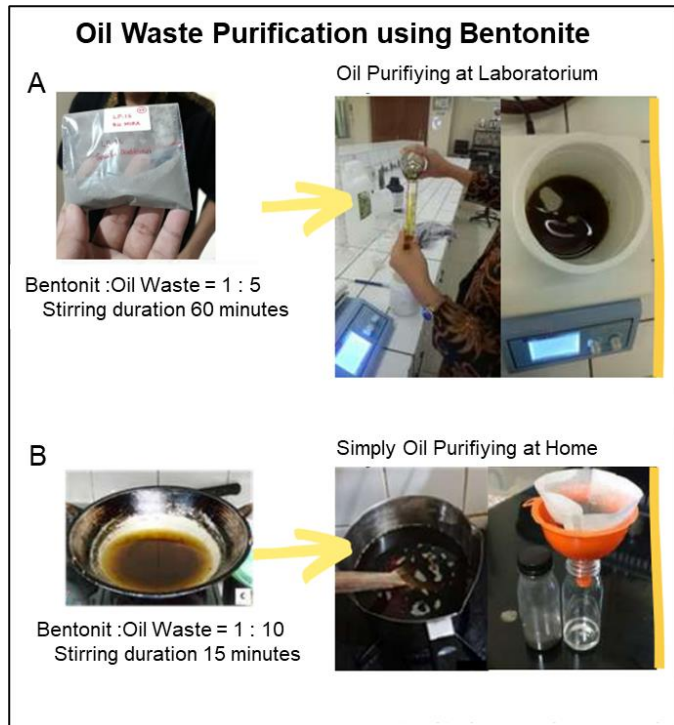 Oil Waste Purification using Bentonite
A
Oil Purifiying at Laboratorium
Bentonit :Oil Waste = 1 : 5
Stirring duration 60 minutes
B
Simply Oil Purifiying at Home
C
Bentonit :Oil Waste = 1 : 10
Stirring duration 15 minutes